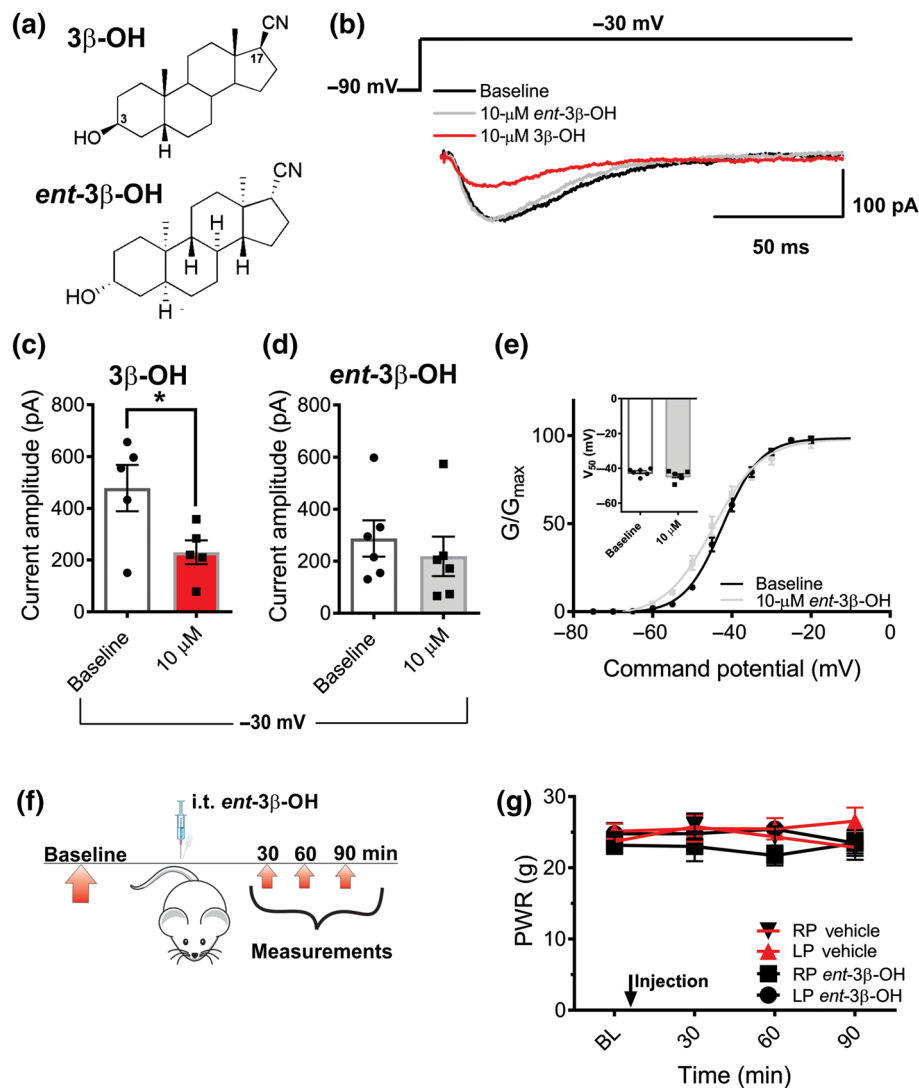 (a)
3β-OH
CN
17
3
HO
H
ent-3β-OH
CN
H
H
H
H
HO
H
(b)
–30 mV
–90 mV
Baseline
10-μM ent-3β-OH
10-μM 3β-OH
100 pA
50 ms
(c)
3β-OH
*
Current amplitude (pA)
800
600
400
200
0
Baseline
10 μM
(d)
ent-3β-OH
Current amplitude (pA)
800
600
400
200
0
Baseline
10 μM
–30 mV
(e)
G/Gmax
100
50
0
V50 (mV)
0
–20
–40
–60
Baseline
10 μM
Baseline
10-μM ent-3β-OH
–80
–60
–40
–20
0
Command potential (mV)
(f)
i.t. ent-3β-OH
Baseline
30 60 90 min
Measurements
(g)
PWR (g)
30
20
10
0
RP vehicle
LP vehicle
RP ent-3β-OH
LP ent-3β-OH
Injection
BL
30
60
90
Time (min)